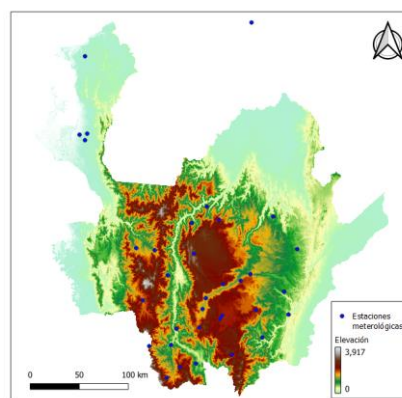 Estaciones
meterológicas
Elevación
3,917
0
0 50 100 km